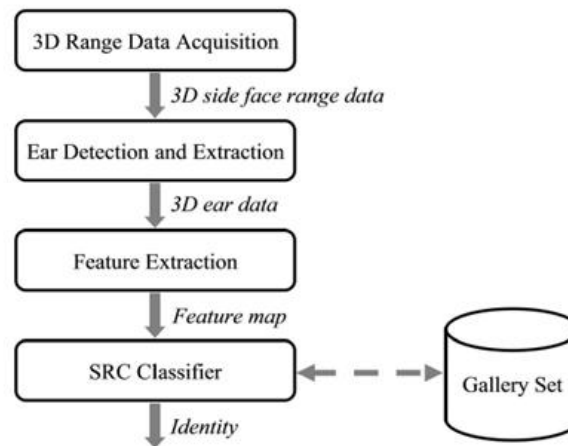 3D Range Data Acquisition
3D side face range data
Ear Detection and Extraction
3D ear data
Feature Extraction
Feature map
SRC Classifier
Gallery Set
Identity